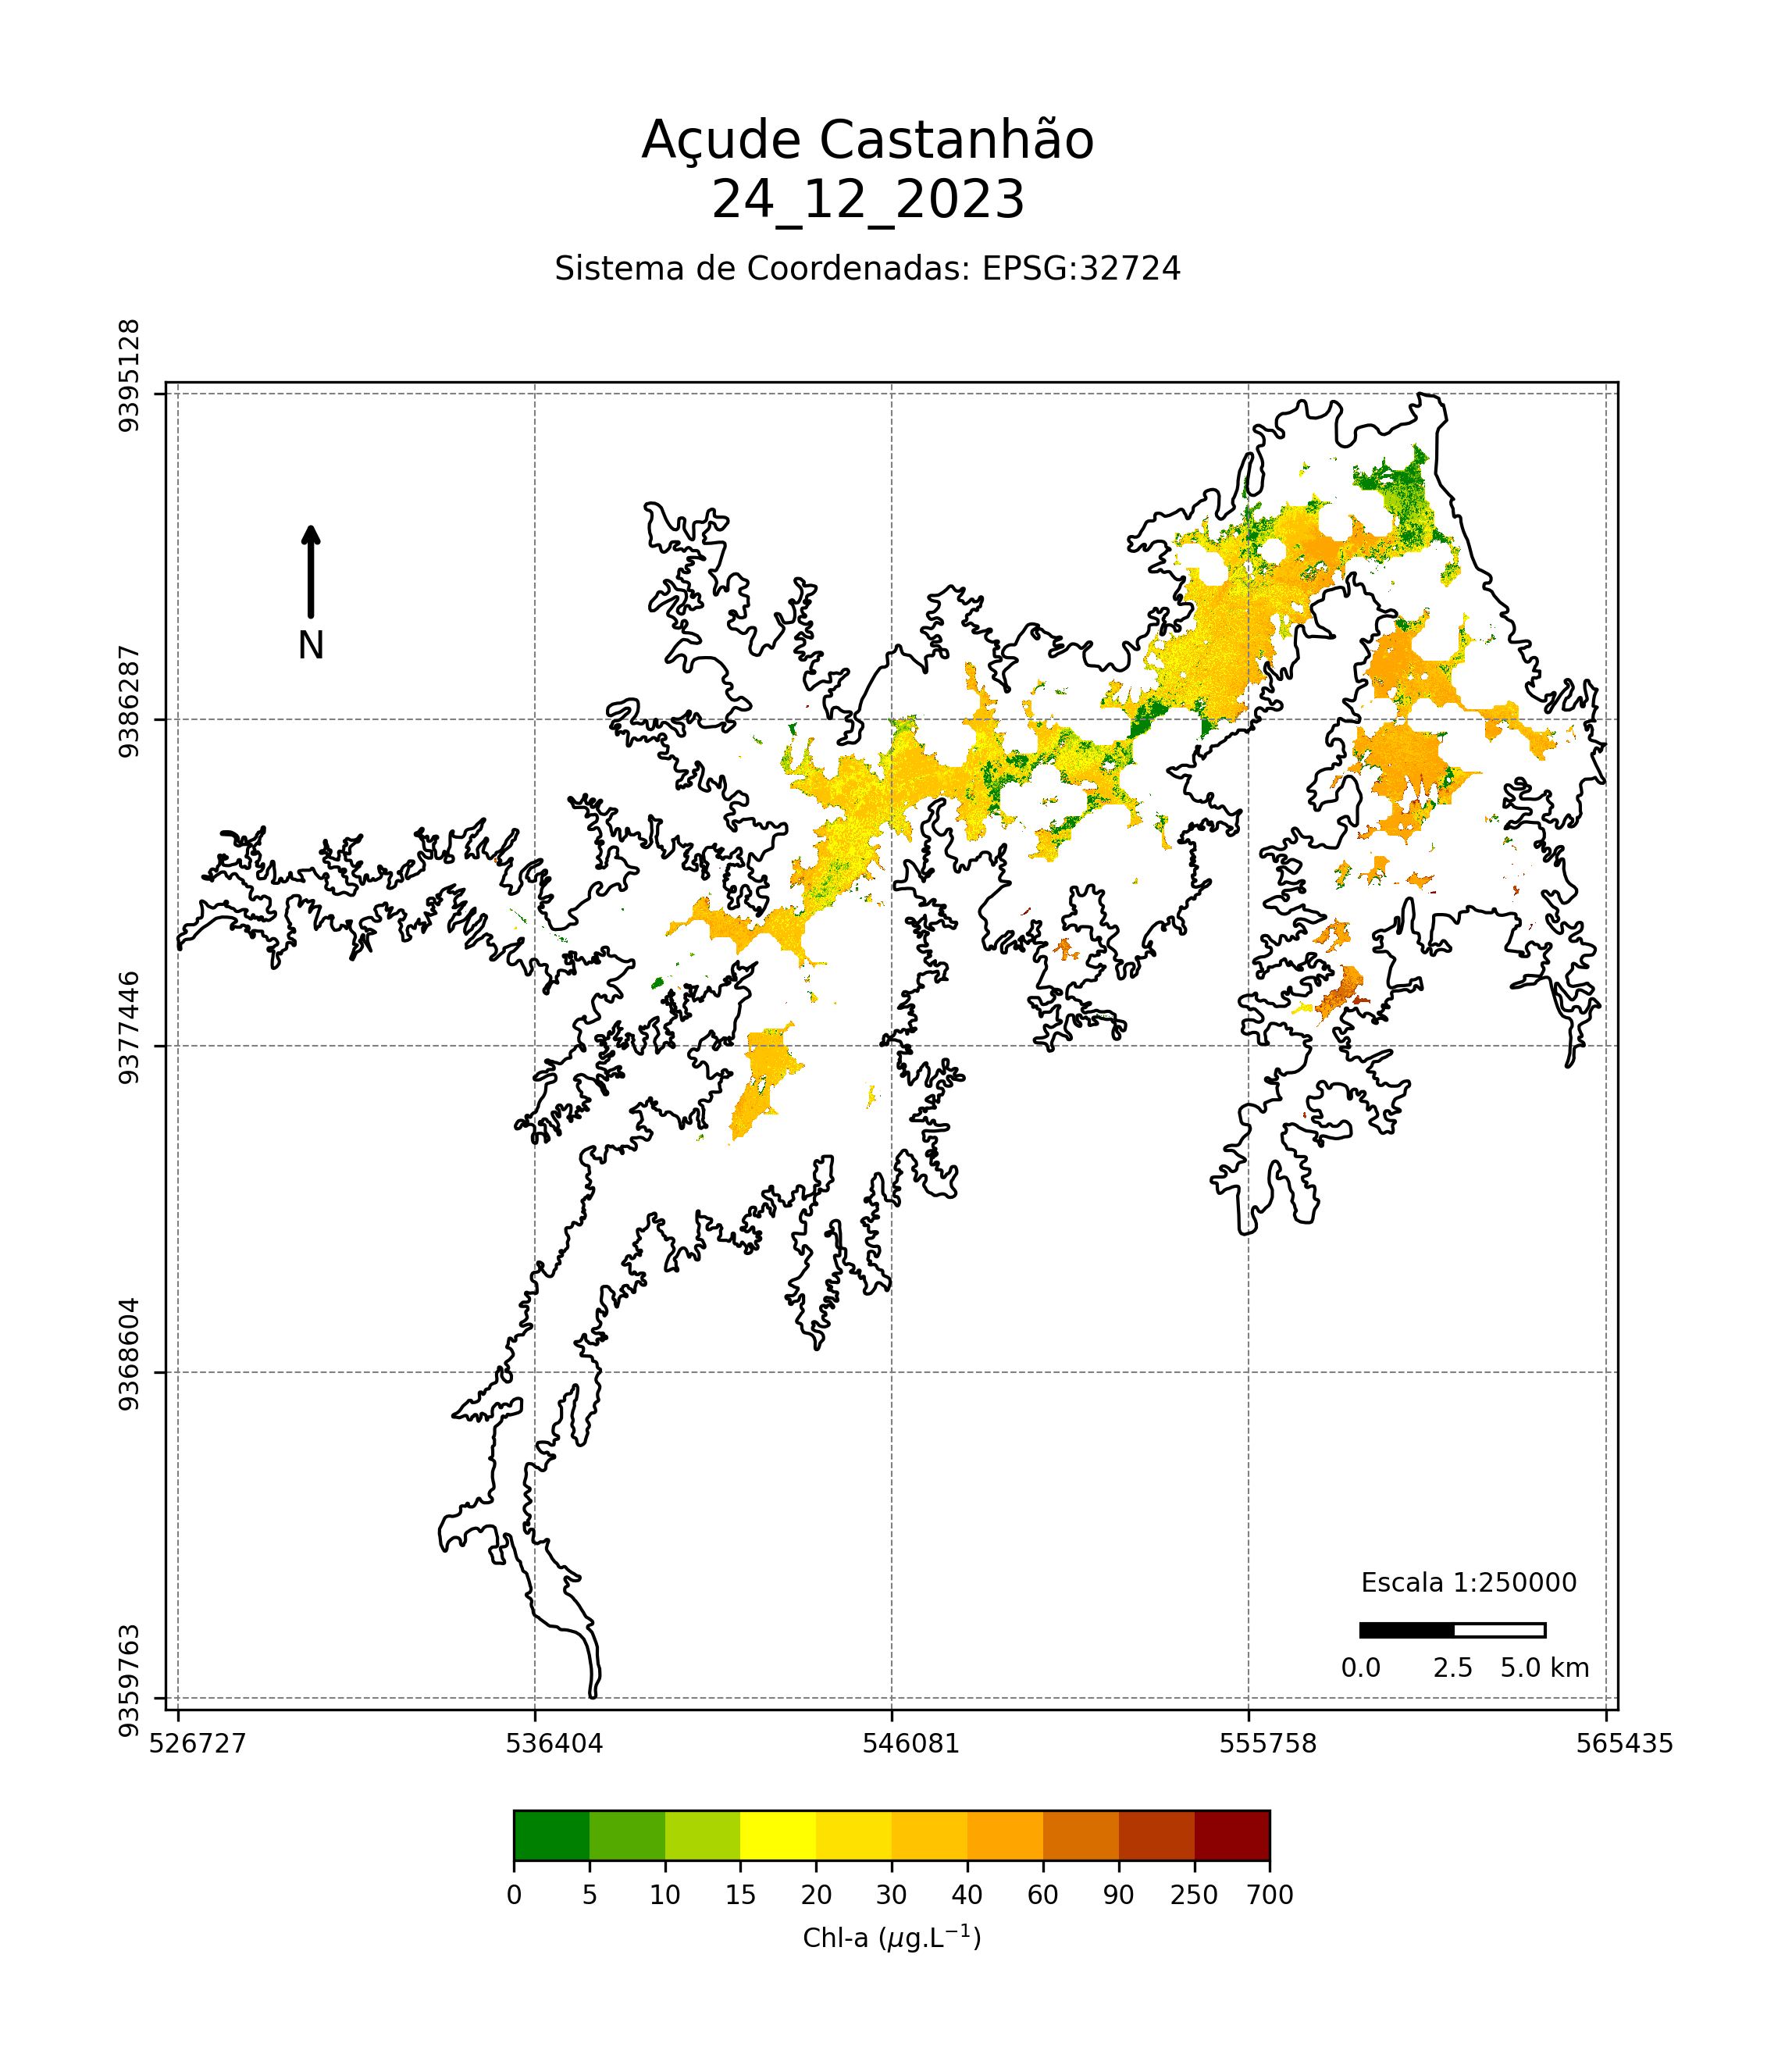 Açude Castanhão
24_12_2023
Sistema de Coordenadas: EPSG:32724
9395128
9386287
9377446
9368604
9359763
N
Escala 1:250000
0.0 2.5 5.0 km
526727 536404 546081 555758 565435
0 5 10 15 20 30 40 60 90 250 700
Chl-a (μg.L⁻¹)